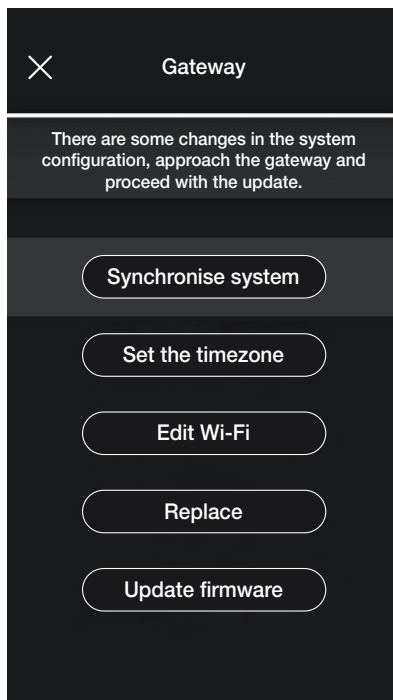 Gateway
There are some changes in the system
configuration, approach the gateway and
proceed with the update.
Synchronise system
Set the timezone
Edit Wi-Fi
Replace
Update firmware